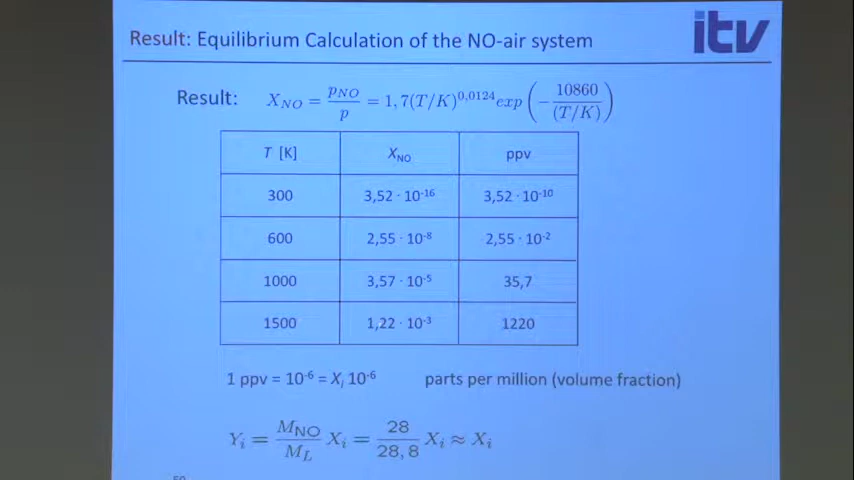 Result: Equilibrium Calculation of the NO-air system
itv
Result: X_NO = p_NO / p = 1,7(T/K)^0,0124 exp(−10860/(T/K))
T [K] X_NO ppv
300 3,52 · 10^-16 3,52 · 10^-10
600 2,55 · 10^-8 2,55 · 10^-2
1000 3,57 · 10^-5 35,7
1500 1,22 · 10^-3 1220
1 ppv = 10^-6 = X_i 10^-6 parts per million (volume fraction)
Y_i = M_NO / M_L X_i = 28 / 28,8 X_i ≈ X_i